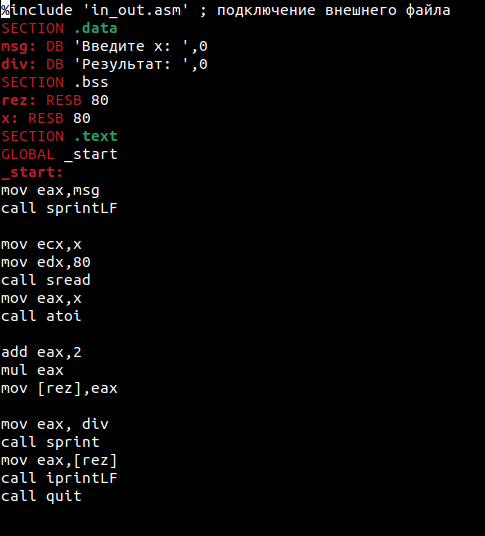 %include 'in_out.asm' ; подключение внешнего файла
SECTION .data
msg: DB 'Введите x: ',0
div: DB 'Результат: ',0
SECTION .bss
rez: RESB 80
x: RESB 80
SECTION .text
GLOBAL _start
_start:
mov eax,msg
call sprintLF
mov ecx,x
mov edx,80
call sread
mov eax,x
call atoi
add eax,2
mul eax
mov [rez],eax
mov eax, div
call sprint
mov eax,[rez]
call iprintLF
call quit